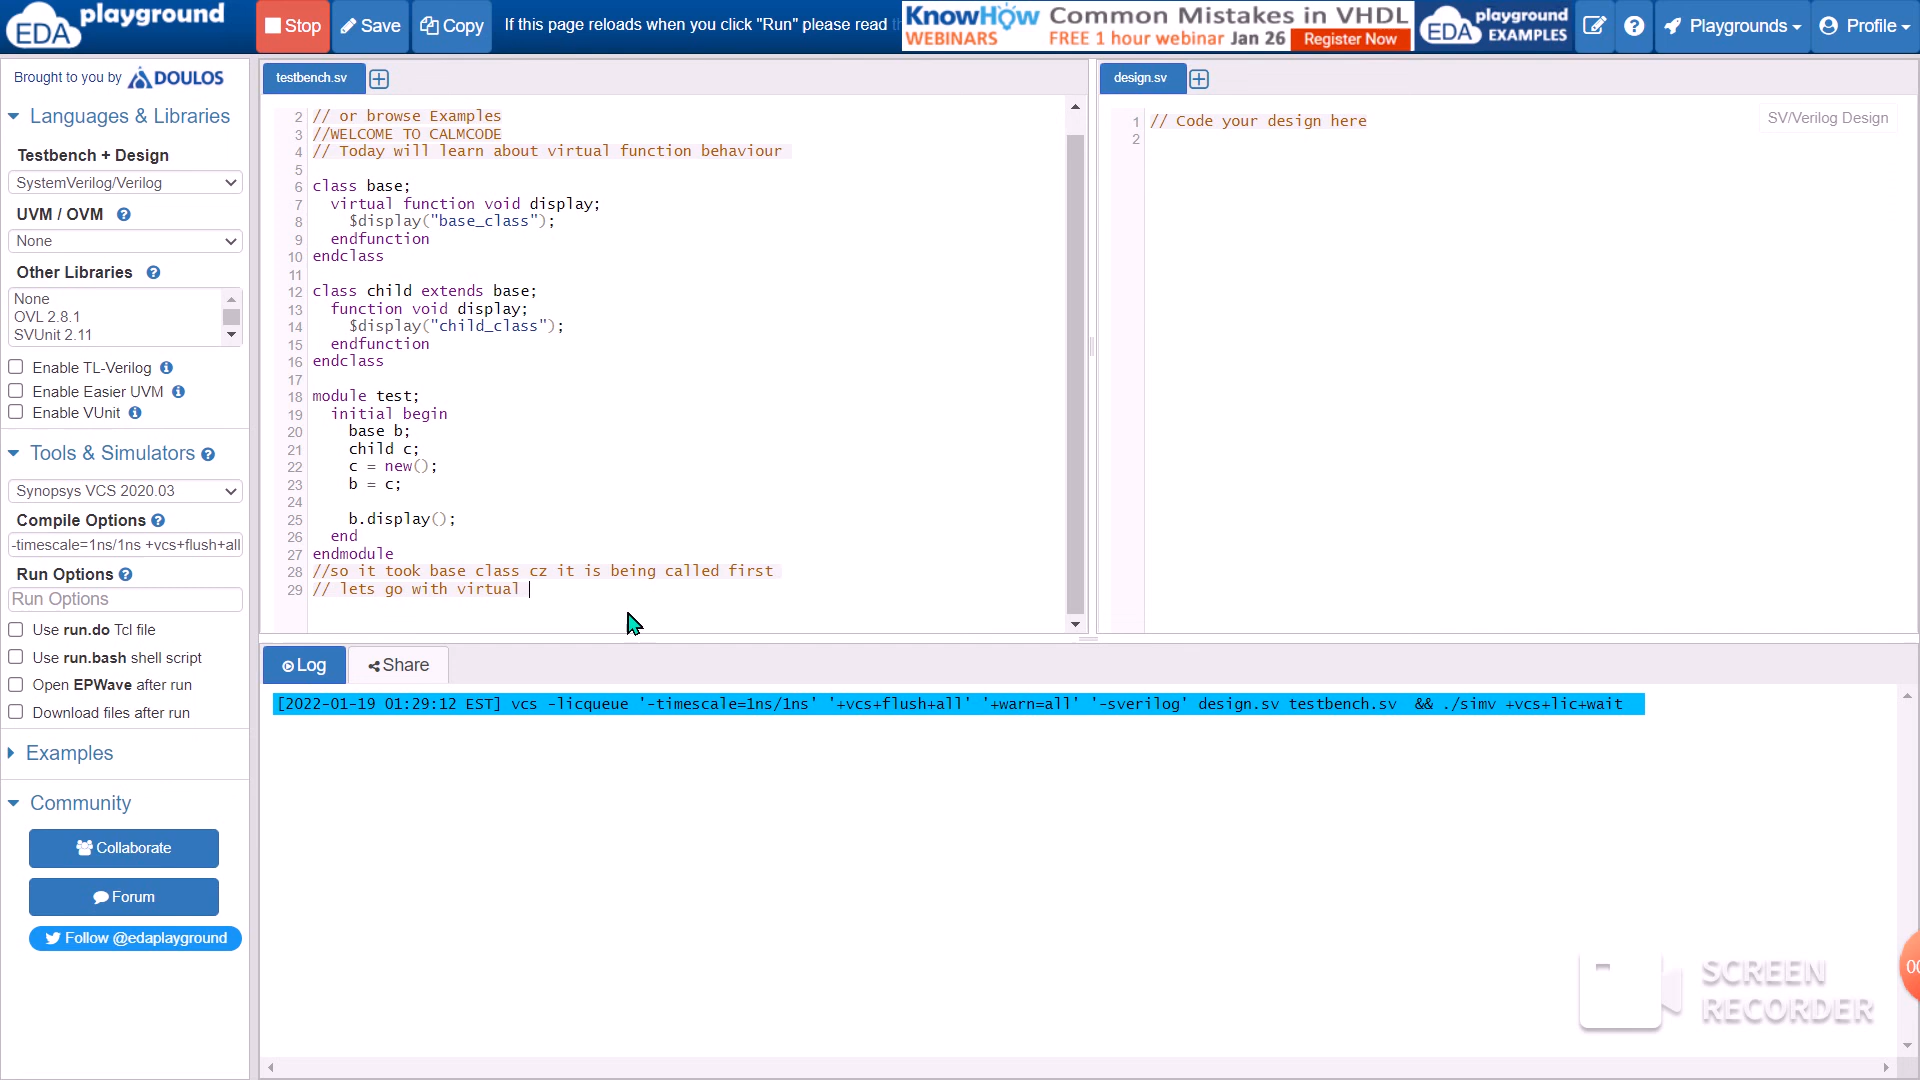 EDA playground
Stop
Save
Copy
If this page reloads when you click "Run" please read
KnowHow WEBINARS
Common Mistakes in VHDL
FREE 1 hour webinar Jan 26 Register Now
EDA playground EXAMPLES
Playgrounds
Profile
Brought to you by DOULOS
Languages & Libraries
Testbench + Design
SystemVerilog/Verilog
UVM / OVM
None
Other Libraries
None
OVL 2.8.1
SVUnit 2.11
Enable TL-Verilog
Enable Easier UVM
Enable VUnit
Tools & Simulators
Synopsys VCS 2020.03
Compile Options
-timescale=1ns/1ns +vcs+flush+all
Run Options
Run Options
Use run.do Tcl file
Use run.bash shell script
Open EPWave after run
Download files after run
Examples
Community
Collaborate
Forum
Follow @edaplayground
testbench.sv
2 // or browse Examples
3 //WELCOME TO CALMCODE
4 // Today will learn about virtual function behaviour
5
6 class base;
7 virtual function void display;
8 $display("base_class");
9 endfunction
10 endclass
11
12 class child extends base;
13 function void display;
14 $display("child_class");
15 endfunction
16 endclass
17
18 module test;
19 initial begin
20 base b;
21 child c;
22 c = new();
23 b = c;
24
25 b.display();
26 end
27 endmodule
28 //so it took base class cz it is being called first
29 // lets go with virtual
design.sv
SV/Verilog Design
1 // Code your design here
2
Log
Share
[2022-01-19 01:29:12 EST] vcs -licqueue '-timescale=1ns/1ns' '+vcs+flush+all' '+warn=all' '-sverilog' design.sv testbench.sv && ./simv +vcs+lic+wait
SCREEN
RECORDER